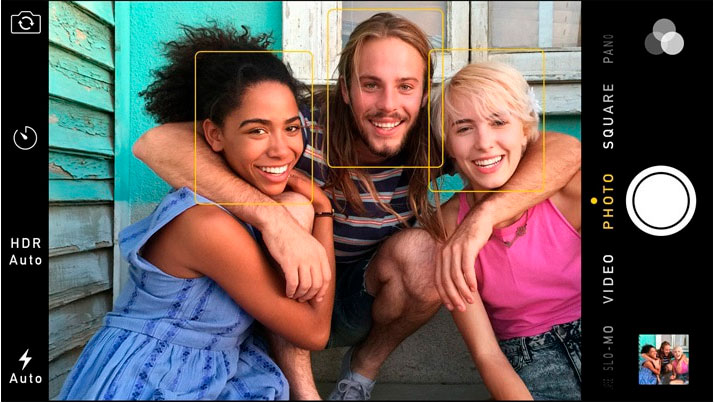 HDR
Auto
Auto
PANO
SQUARE
PHOTO
VIDEO
SLO-MO